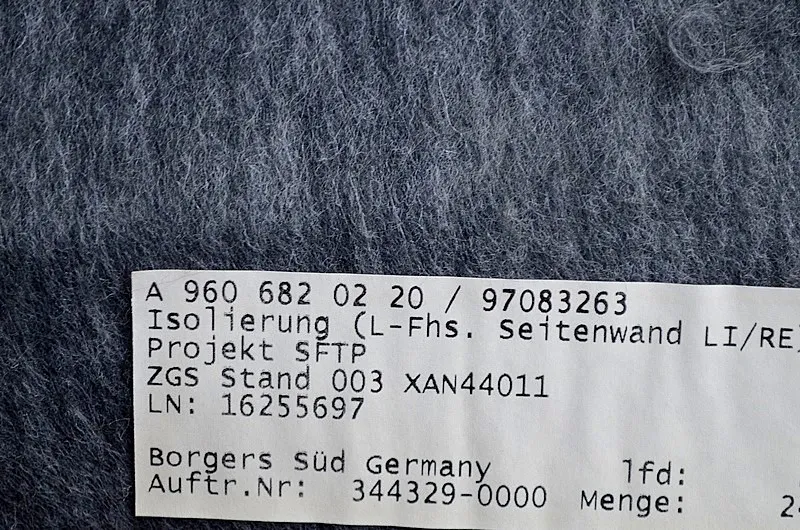 A 960 682 02 20 / 97083263
Isolierung (L-Fhs. Seitenwand LI/RE)
Projekt SFTP
ZGS Stand 003 XAN44011
LN: 16255697
Borgers Süd Germany lfd:
Auftr.Nr: 344329-0000 Menge: